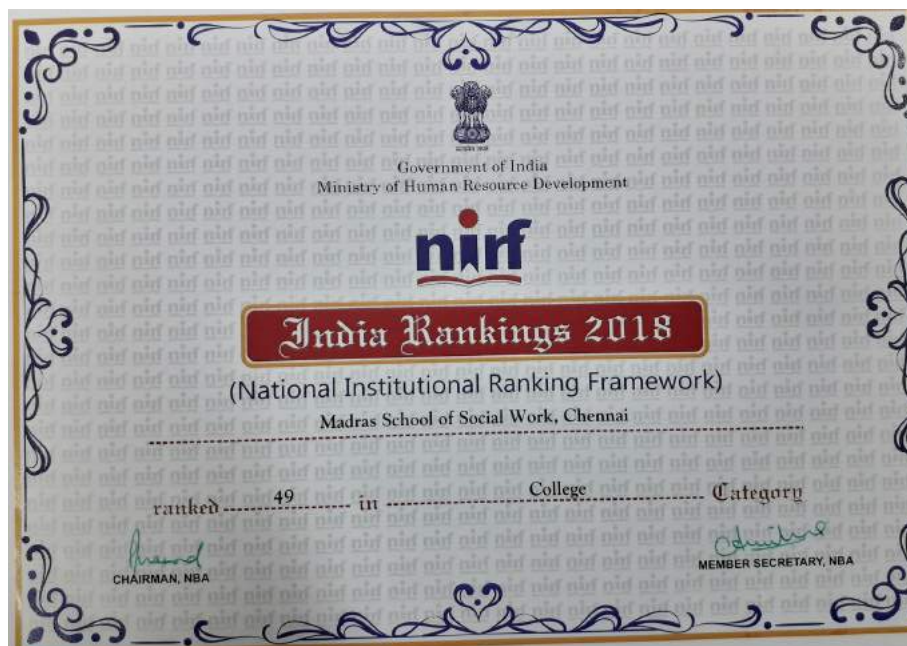 Government of India
Ministry of Human Resource Development
nirf
India Rankings 2018
(National Institutional Ranking Framework)
Madras School of Social Work, Chennai
ranked 49 in College Category
CHAIRMAN, NBA
MEMBER SECRETARY, NBA